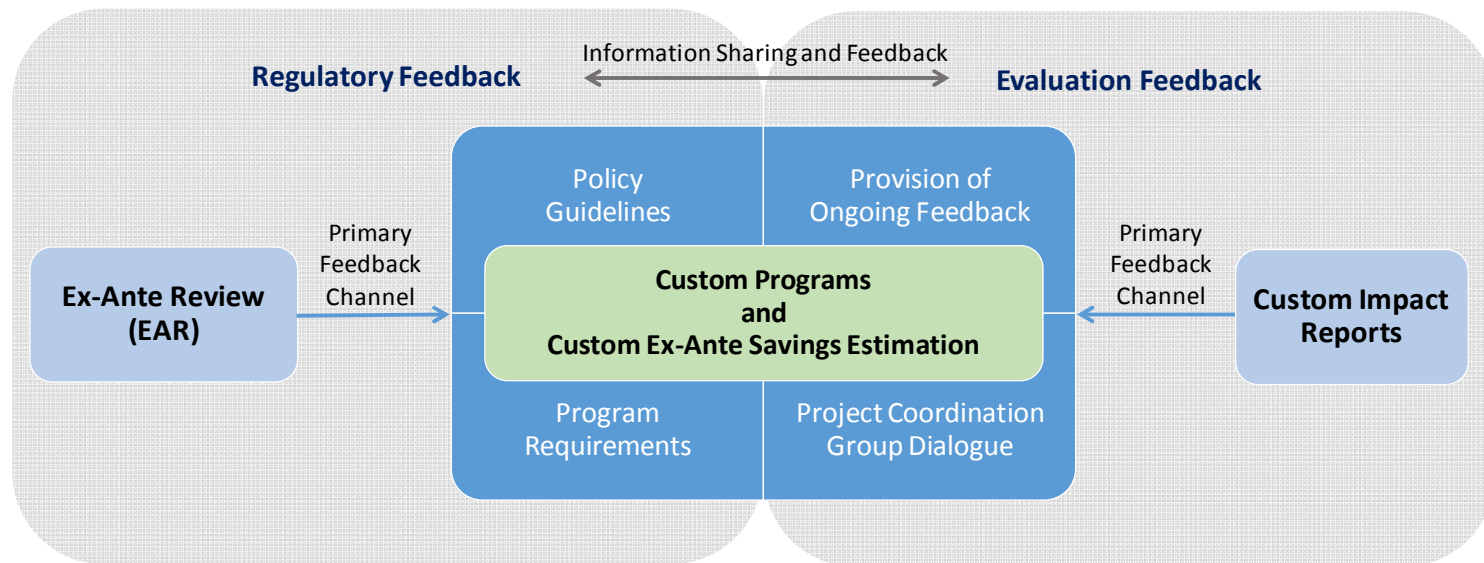 Information Sharing and Feedback
Regulatory Feedback
Evaluation Feedback
Policy
Guidelines
Provision of
Ongoing Feedback
Primary
Feedback
Channel
Primary
Feedback
Channel
Ex-Ante Review
(EAR)
Custom Programs
and
Custom Ex-Ante Savings Estimation
Custom Impact
Reports
Program
Requirements
Project Coordination
Group Dialogue